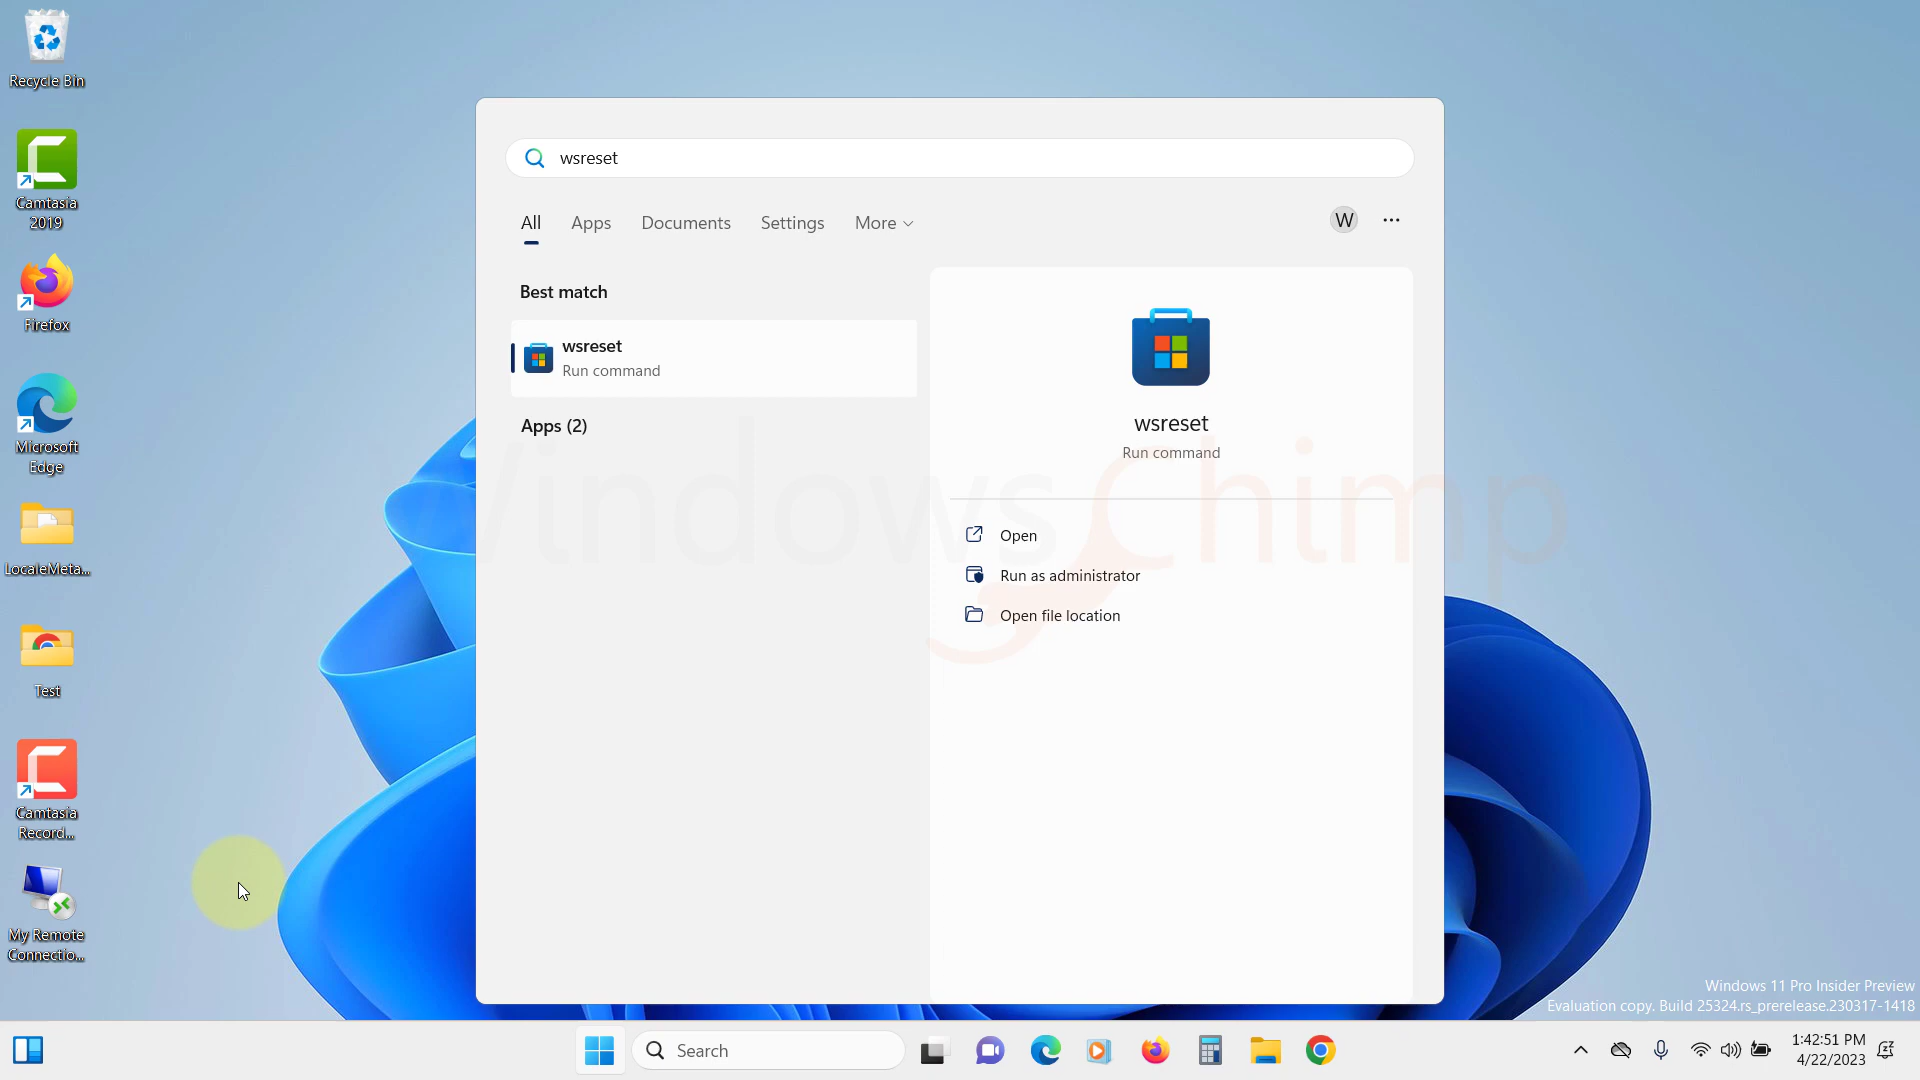 Recycle Bin
Camtasia
2019
Firefox
Microsoft
Edge
LocaleMeta...
Test
Camtasia
Record...
My Remote
Connectio...
wsreset
All
Apps
Documents
Settings
More
W
Best match
wsreset
Run command
Apps (2)
wsreset
Run command
Open
Run as administrator
Open file location
WindowsChimp
Windows 11 Pro Insider Preview
Evaluation copy. Build 25324.rs_prerelease.230317-1418
Search
1:42:51 PM
4/22/2023